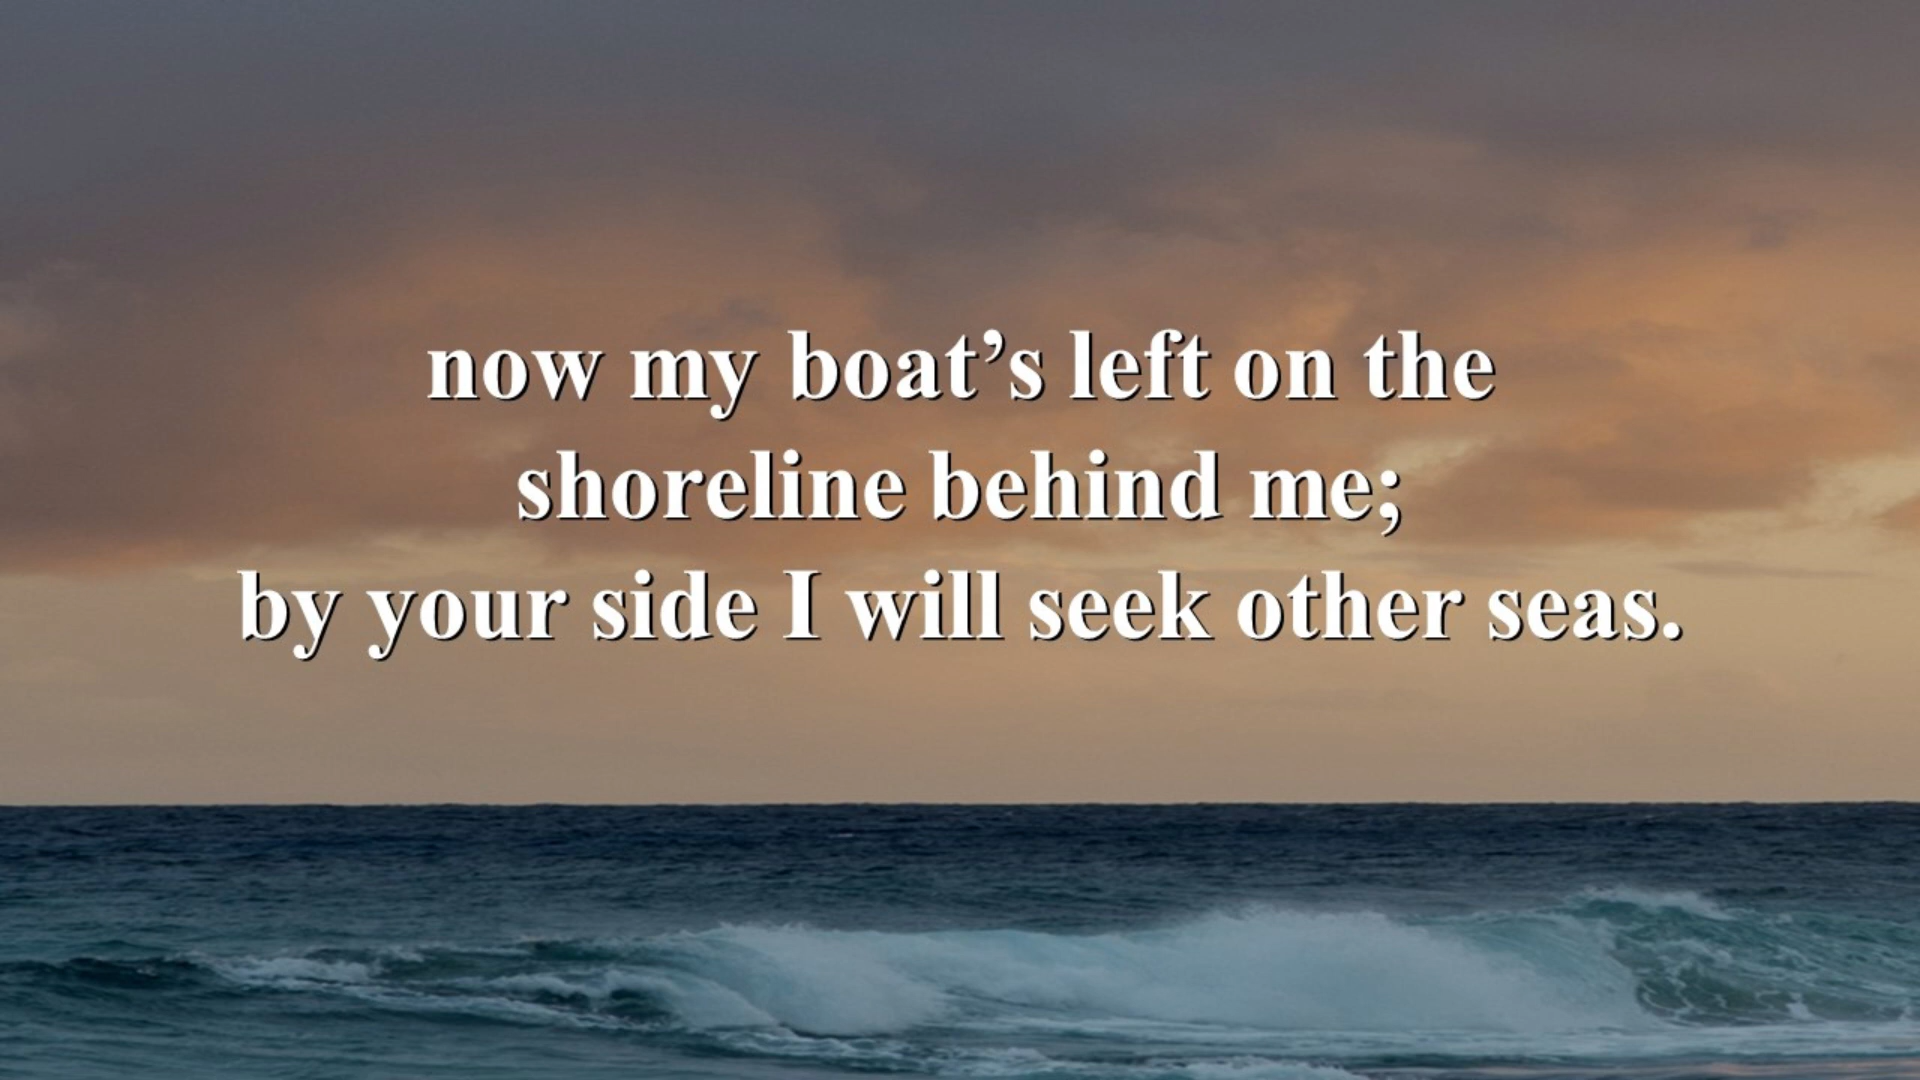 now my boat’s left on the
shoreline behind me;
by your side I will seek other seas.